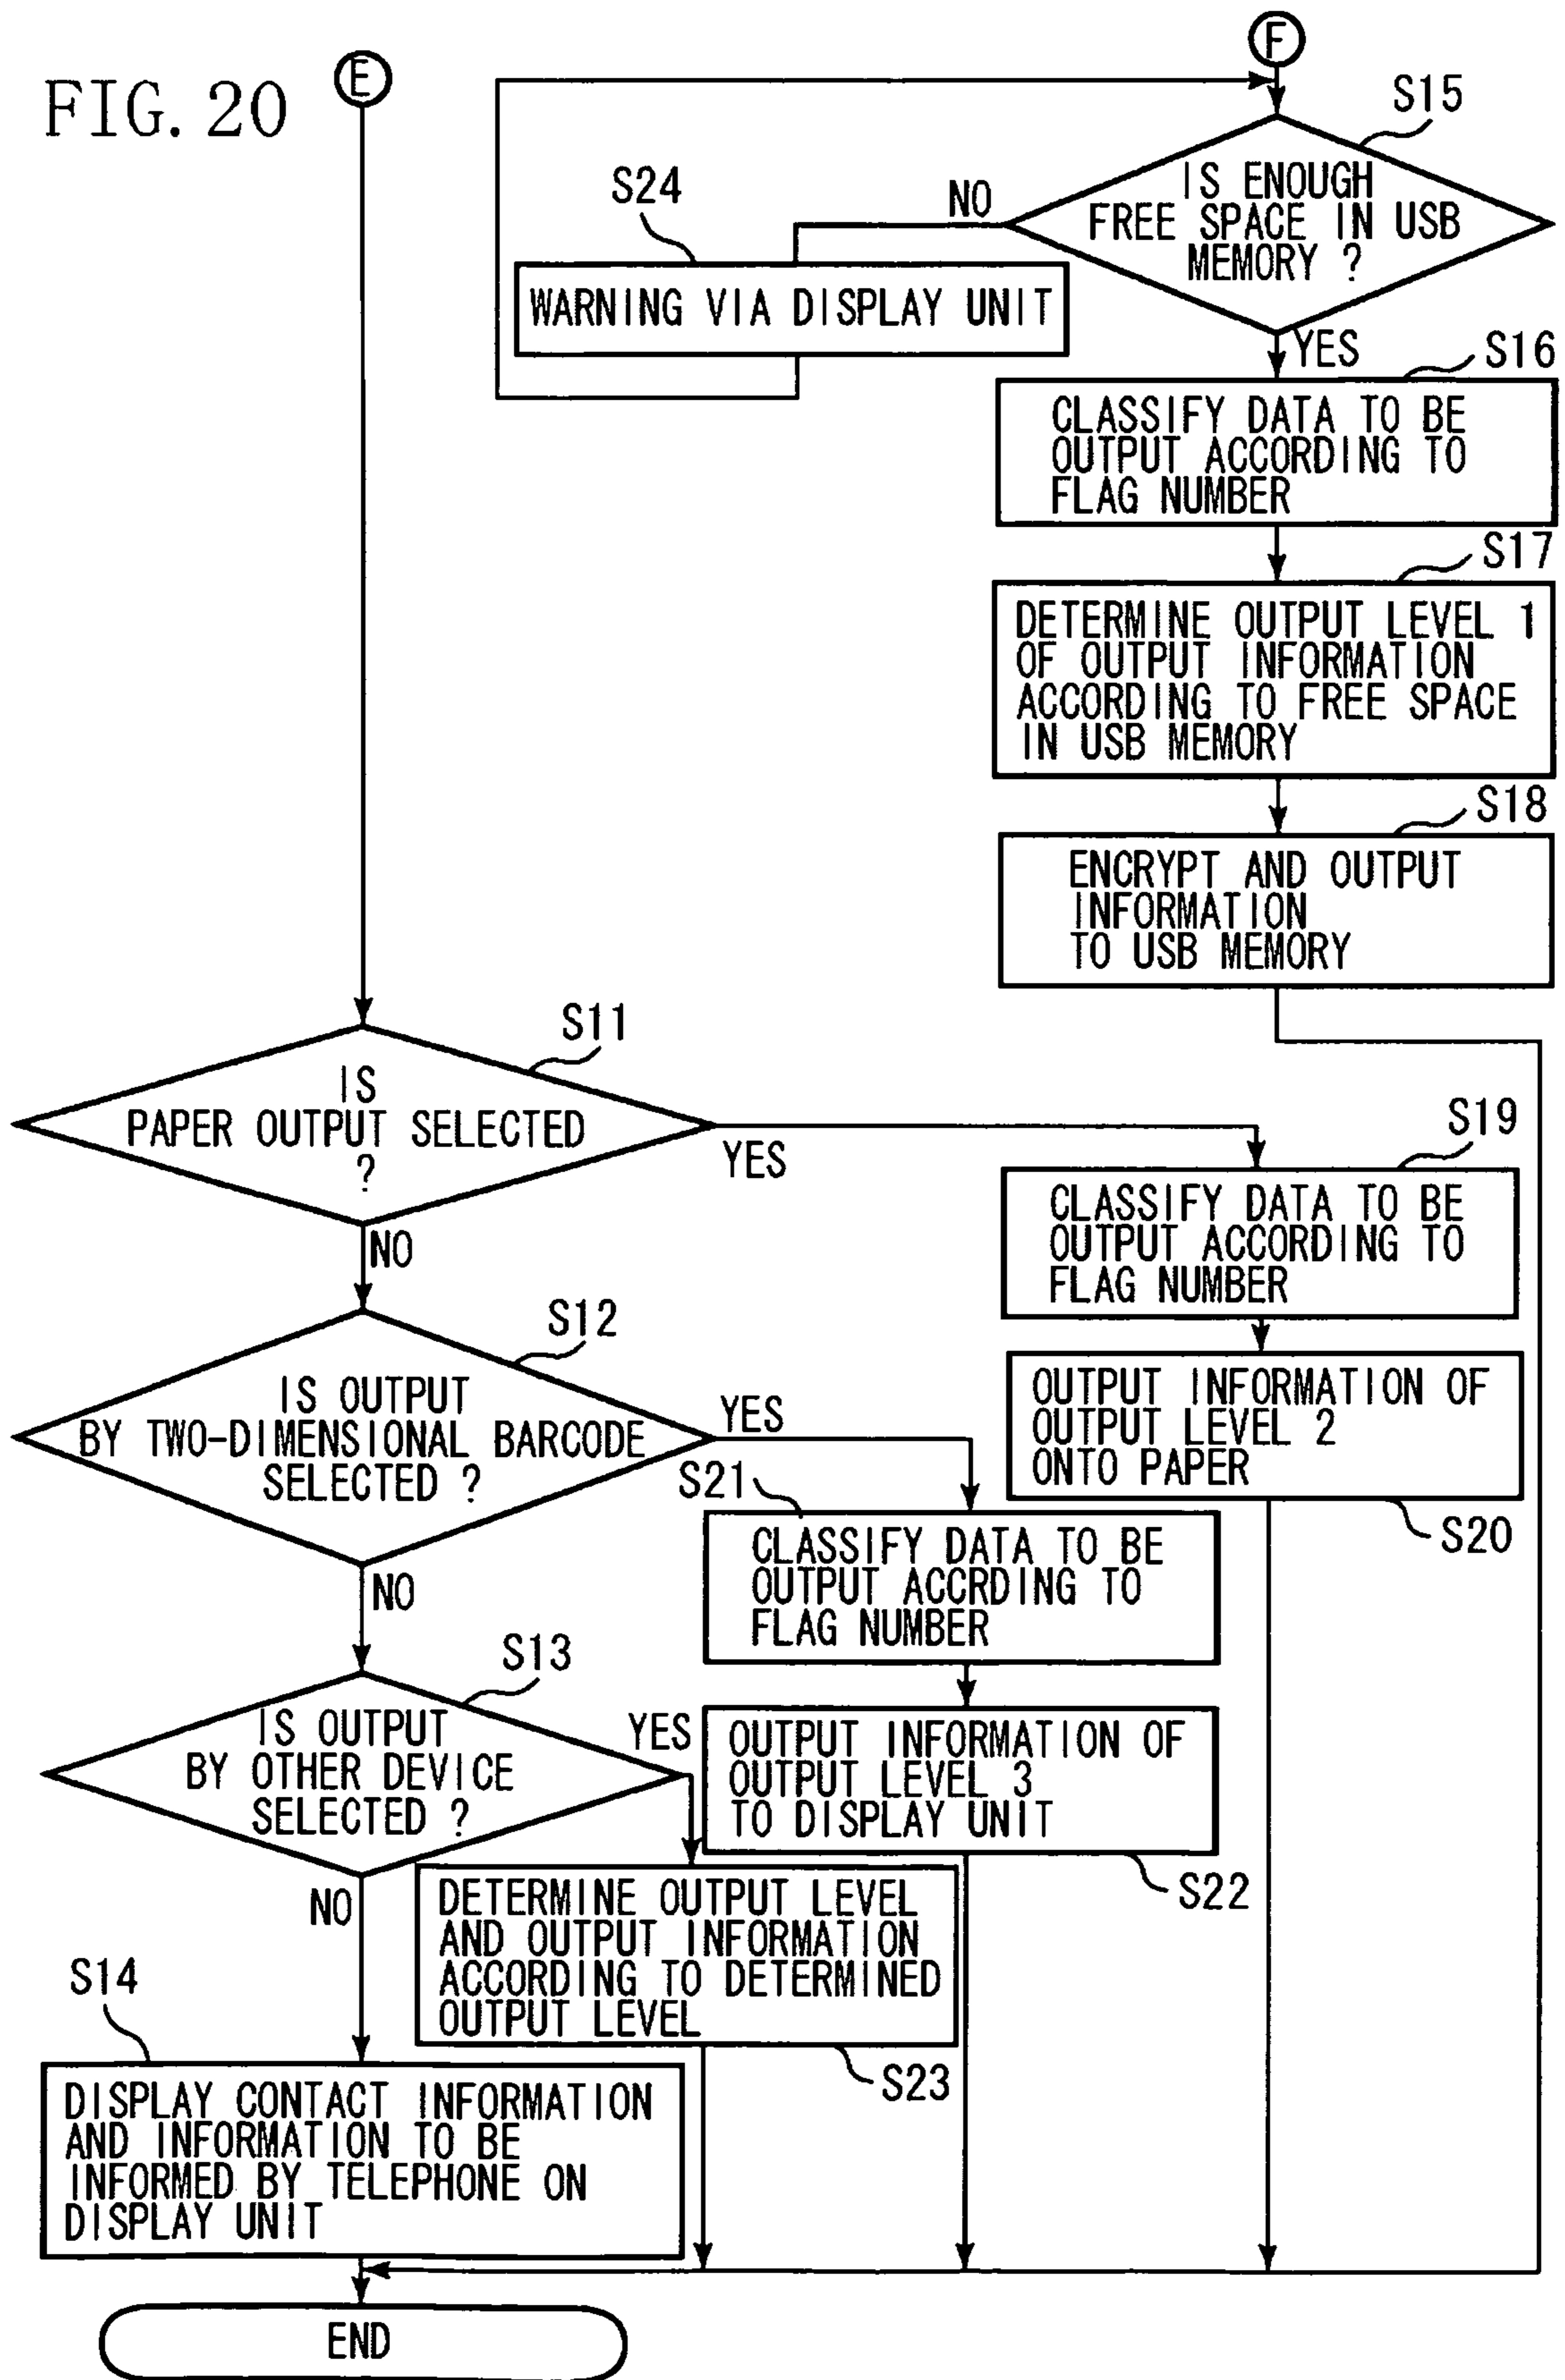 FIG. 20
E
F
S15
IS ENOUGH
FREE SPACE IN USB
MEMORY ?
NO
S24
WARNING VIA DISPLAY UNIT
YES
S16
CLASSIFY DATA TO BE
OUTPUT ACCORDING TO
FLAG NUMBER
S17
DETERMINE OUTPUT LEVEL 1
OF OUTPUT INFORMATION
ACCORDING TO FREE SPACE
IN USB MEMORY
S18
ENCRYPT AND OUTPUT
INFORMATION
TO USB MEMORY
S11
IS
PAPER OUTPUT SELECTED
?
YES
NO
S19
CLASSIFY DATA TO BE
OUTPUT ACCORDING TO
FLAG NUMBER
OUTPUT INFORMATION OF
OUTPUT LEVEL 2
ONTO PAPER
S20
S12
IS OUTPUT
BY TWO-DIMENSIONAL BARCODE
SELECTED ?
YES
NO
S21
CLASSIFY DATA TO BE
OUTPUT ACCRDING TO
FLAG NUMBER
OUTPUT INFORMATION OF
OUTPUT LEVEL 3
TO DISPLAY UNIT
S22
S13
IS OUTPUT
BY OTHER DEVICE
SELECTED ?
YES
NO
DETERMINE OUTPUT LEVEL
AND OUTPUT INFORMATION
ACCORDING TO DETERMINED
OUTPUT LEVEL
S23
S14
DISPLAY CONTACT INFORMATION
AND INFORMATION TO BE
INFORMED BY TELEPHONE ON
DISPLAY UNIT
END